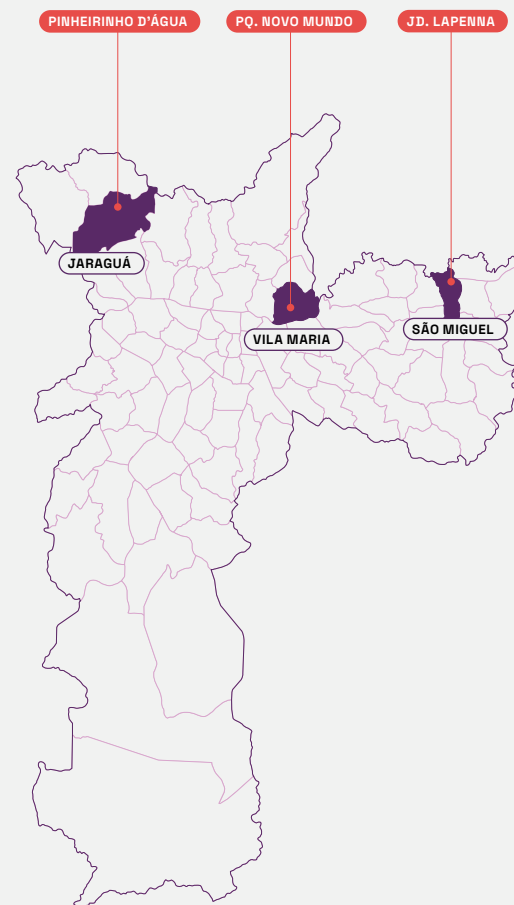 PINHEIRINHO D'ÁGUA
PQ. NOVO MUNDO
JD. LAPENNA
JARAGUÁ
VILA MARIA
SÃO MIGUEL